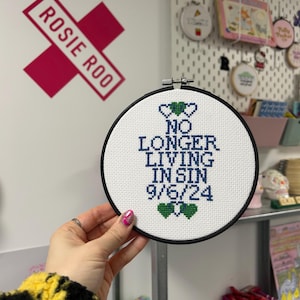 ROSIE ROO
NO
LONGER
LIVING
IN SIN
9/6/24